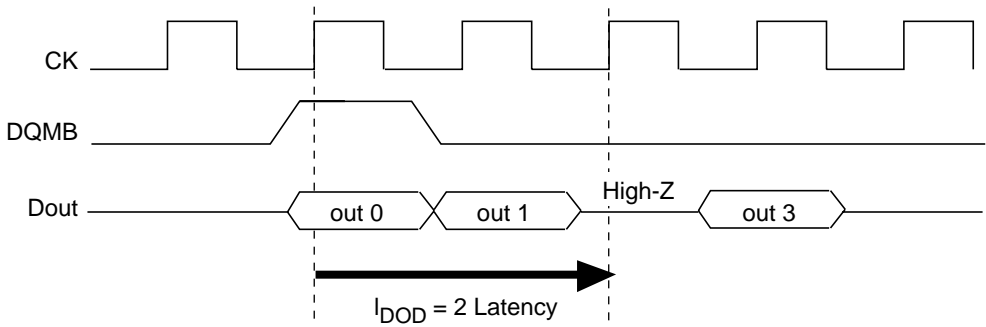 CK
DQMB
High-Z
Dout
out 0
out 1
out 3
lDOD = 2 Latency